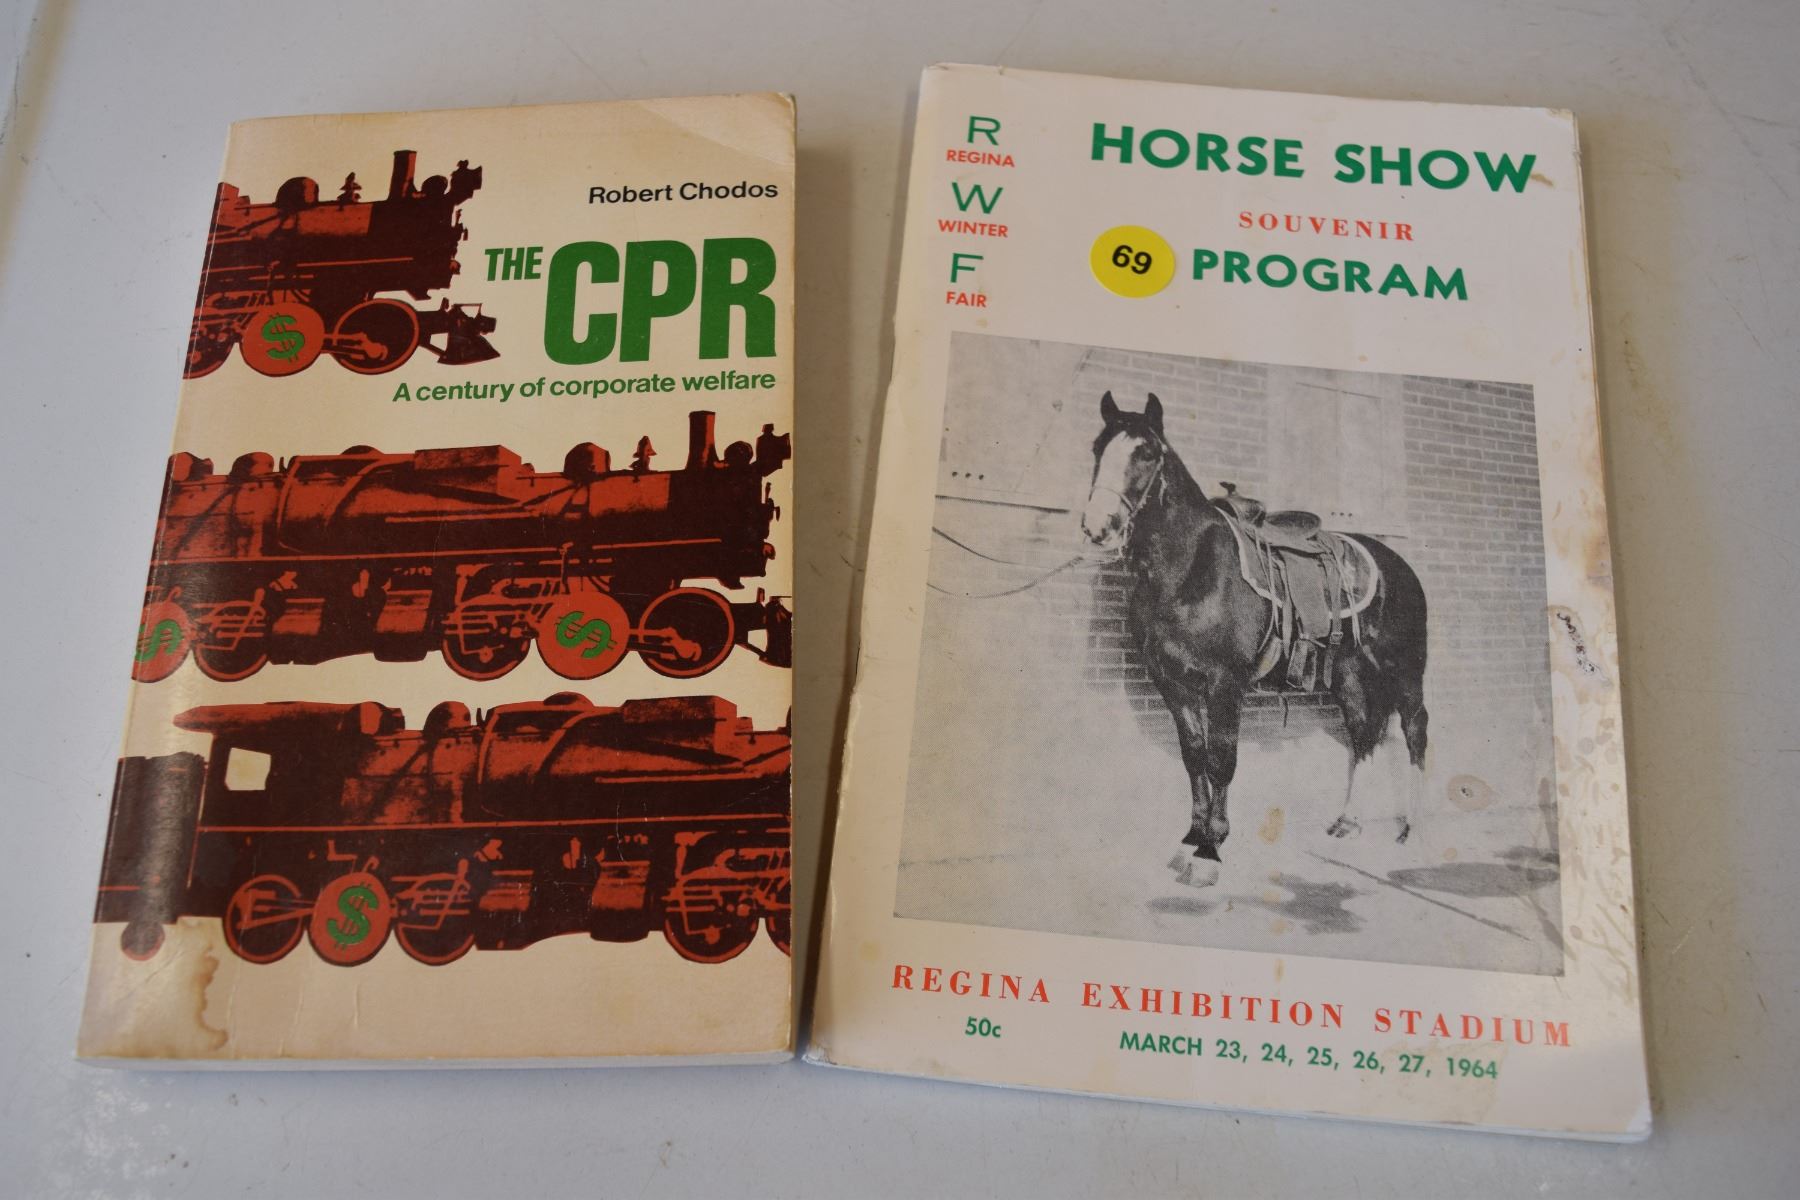 Robert Chodos
THE CPR
A century of corporate welfare
$
$
$
$
R
REGINA
W
WINTER
F
FAIR
HORSE SHOW
SOUVENIR
69
PROGRAM
REGINA EXHIBITION STADIUM
50c
MARCH 23, 24, 25, 26, 27, 1964